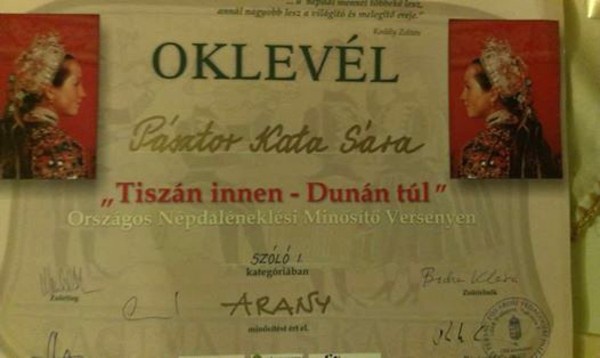 „a népdal mennél többeké lesz,
annál nagyobb lesz a világító és melegítő ereje.”
Kodály Zoltán
OKLEVÉL
Pásztor Kata Sára
„Tiszán innen - Dunán túl”
Országos Népdaléneklési Minősítő Versenyen
SZÓLÓ I.
kategóriában
ARANY
minősítést ért el.